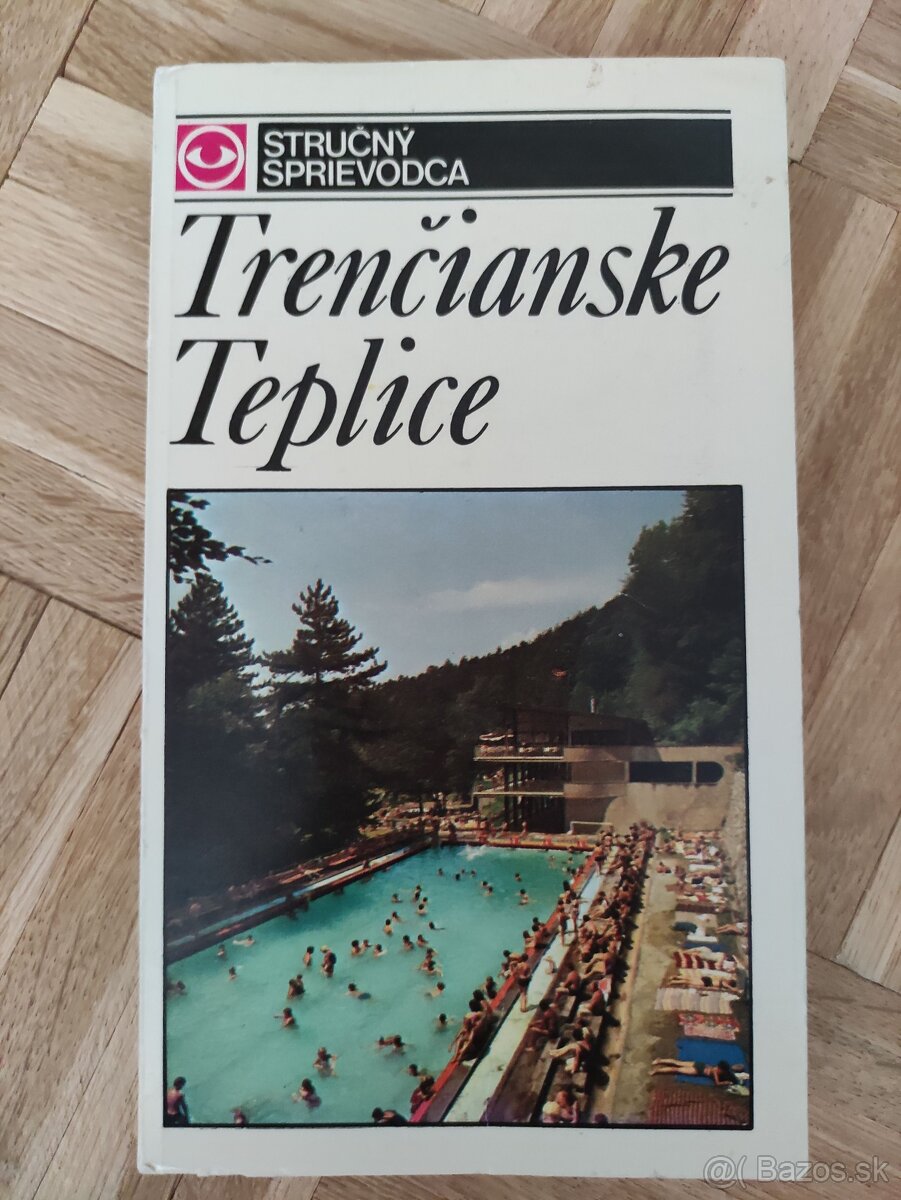 STRUČNÝ
SPRIEVODCA
Trenčianske
Teplice
@( Bazos.sk